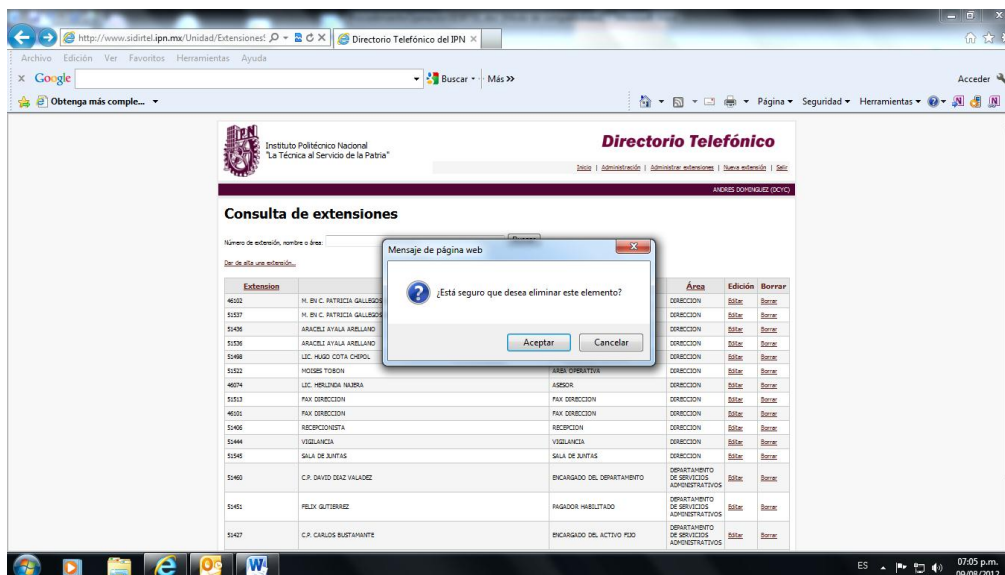 http://www.sidirtel.ipn.mx/Unidad/Extensiones!
Directorio Telefónico del IPN
Archivo Edición Ver Favoritos Herramientas Ayuda
x Google Buscar Más >> Acceder
Obtenga más comple... Página Seguridad Herramientas
Instituto Politécnico Nacional
"La Técnica al Servicio de la Patria"
Directorio Telefónico
Inicio | Administración | Administrar extensiones | Nueva extensión | Salir
ANDRES DOMINGUEZ (DCYC)
Consulta de extensiones
Número de extensión, nombre o área:
Dar de alta una extensión...
Mensaje de página web
¿Está seguro que desea eliminar este elemento?
Aceptar Cancelar
Extension Área Edición Borrar
46102 M. EN C. PATRICIA GALLEGOS DIRECCION Editar Borrar
51537 M. EN C. PATRICIA GALLEGOS DIRECCION Editar Borrar
51436 ARACELI AYALA ARELLANO DIRECCION Editar Borrar
51536 ARACELI AYALA ARELLANO DIRECCION Editar Borrar
51498 LIC. HUGO COTA CHIPOL DIRECCION Editar Borrar
51522 MOISES TOBON AREA OPERATIVA DIRECCION Editar Borrar
46074 LIC. HERLINDA NAJERA ASESOR DIRECCION Editar Borrar
51513 FAX DIRECCION FAX DIRECCION DIRECCION Editar Borrar
46101 FAX DIRECCION FAX DIRECCION DIRECCION Editar Borrar
51406 RECEPCIONISTA RECEPCION DIRECCION Editar Borrar
51444 VIGILANCIA VIGILANCIA DIRECCION Editar Borrar
51545 SALA DE JUNTAS SALA DE JUNTAS DIRECCION Editar Borrar
51460 C.P. DAVID DIAZ VALADEZ ENCARGADO DEL DEPARTAMENTO DEPARTAMENTO DE SERVICIOS ADMINISTRATIVOS Editar Borrar
51451 FELIX GUTIERREZ PAGADOR HABILITADO DEPARTAMENTO DE SERVICIOS ADMINISTRATIVOS Editar Borrar
51427 C.P. CARLOS BUSTAMANTE ENCARGADO DEL ACTIVO FIJO DEPARTAMENTO DE SERVICIOS ADMINISTRATIVOS Editar Borrar
ES 07:05 p.m.
09/08/2012